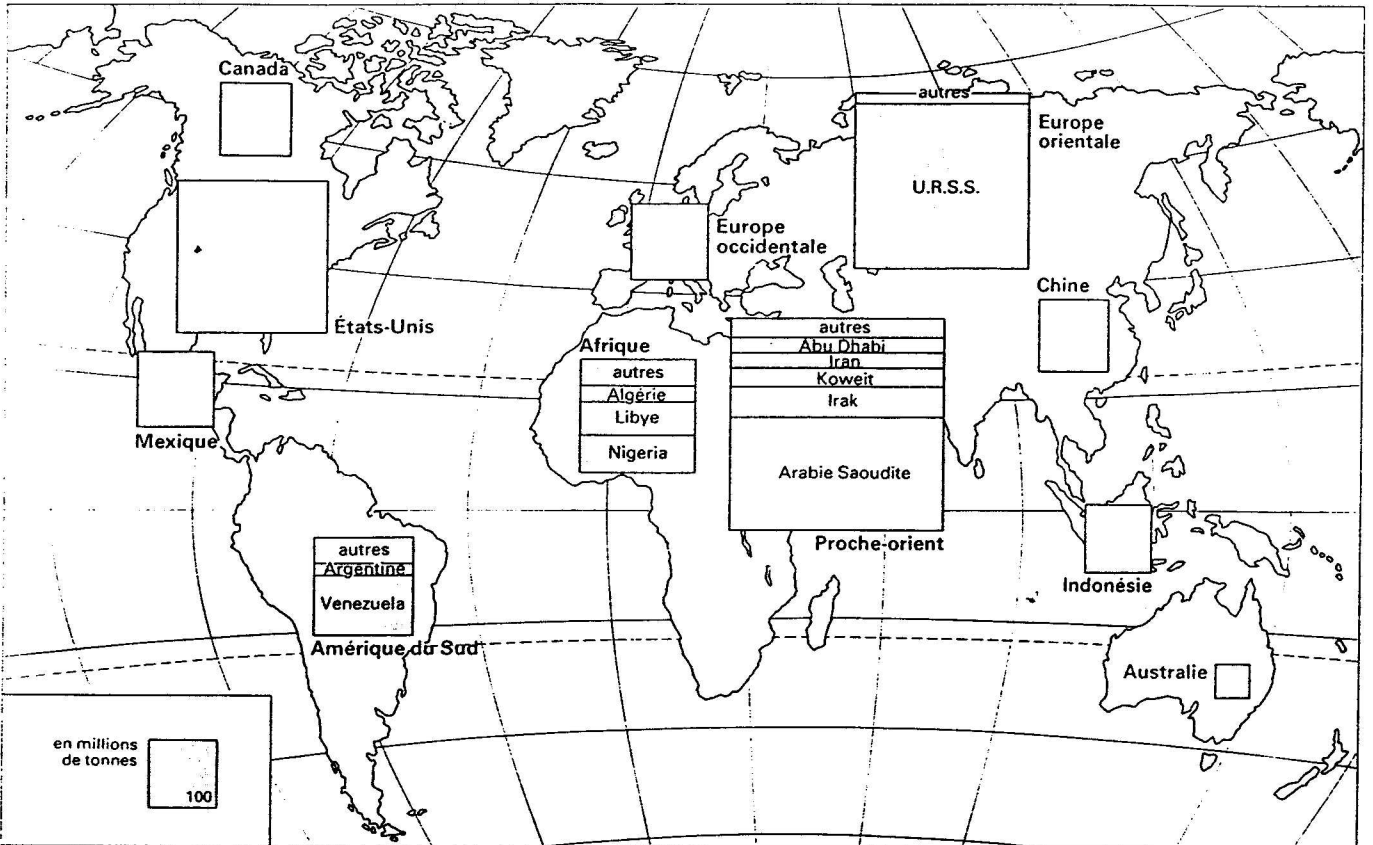 Canada
autres
Europe
orientale
U.R.S.S.
Europe
occidentale
Chine
États-Unis
autres
Abu Dhabi
Iran
Koweit
Irak
Arabie Saoudite
Proche-orient
Afrique
autres
Algérie
Libye
Nigeria
Mexique
autres
Argentine
Venezuela
Amérique du Sud
Indonésie
Australie
en millions
de tonnes
100